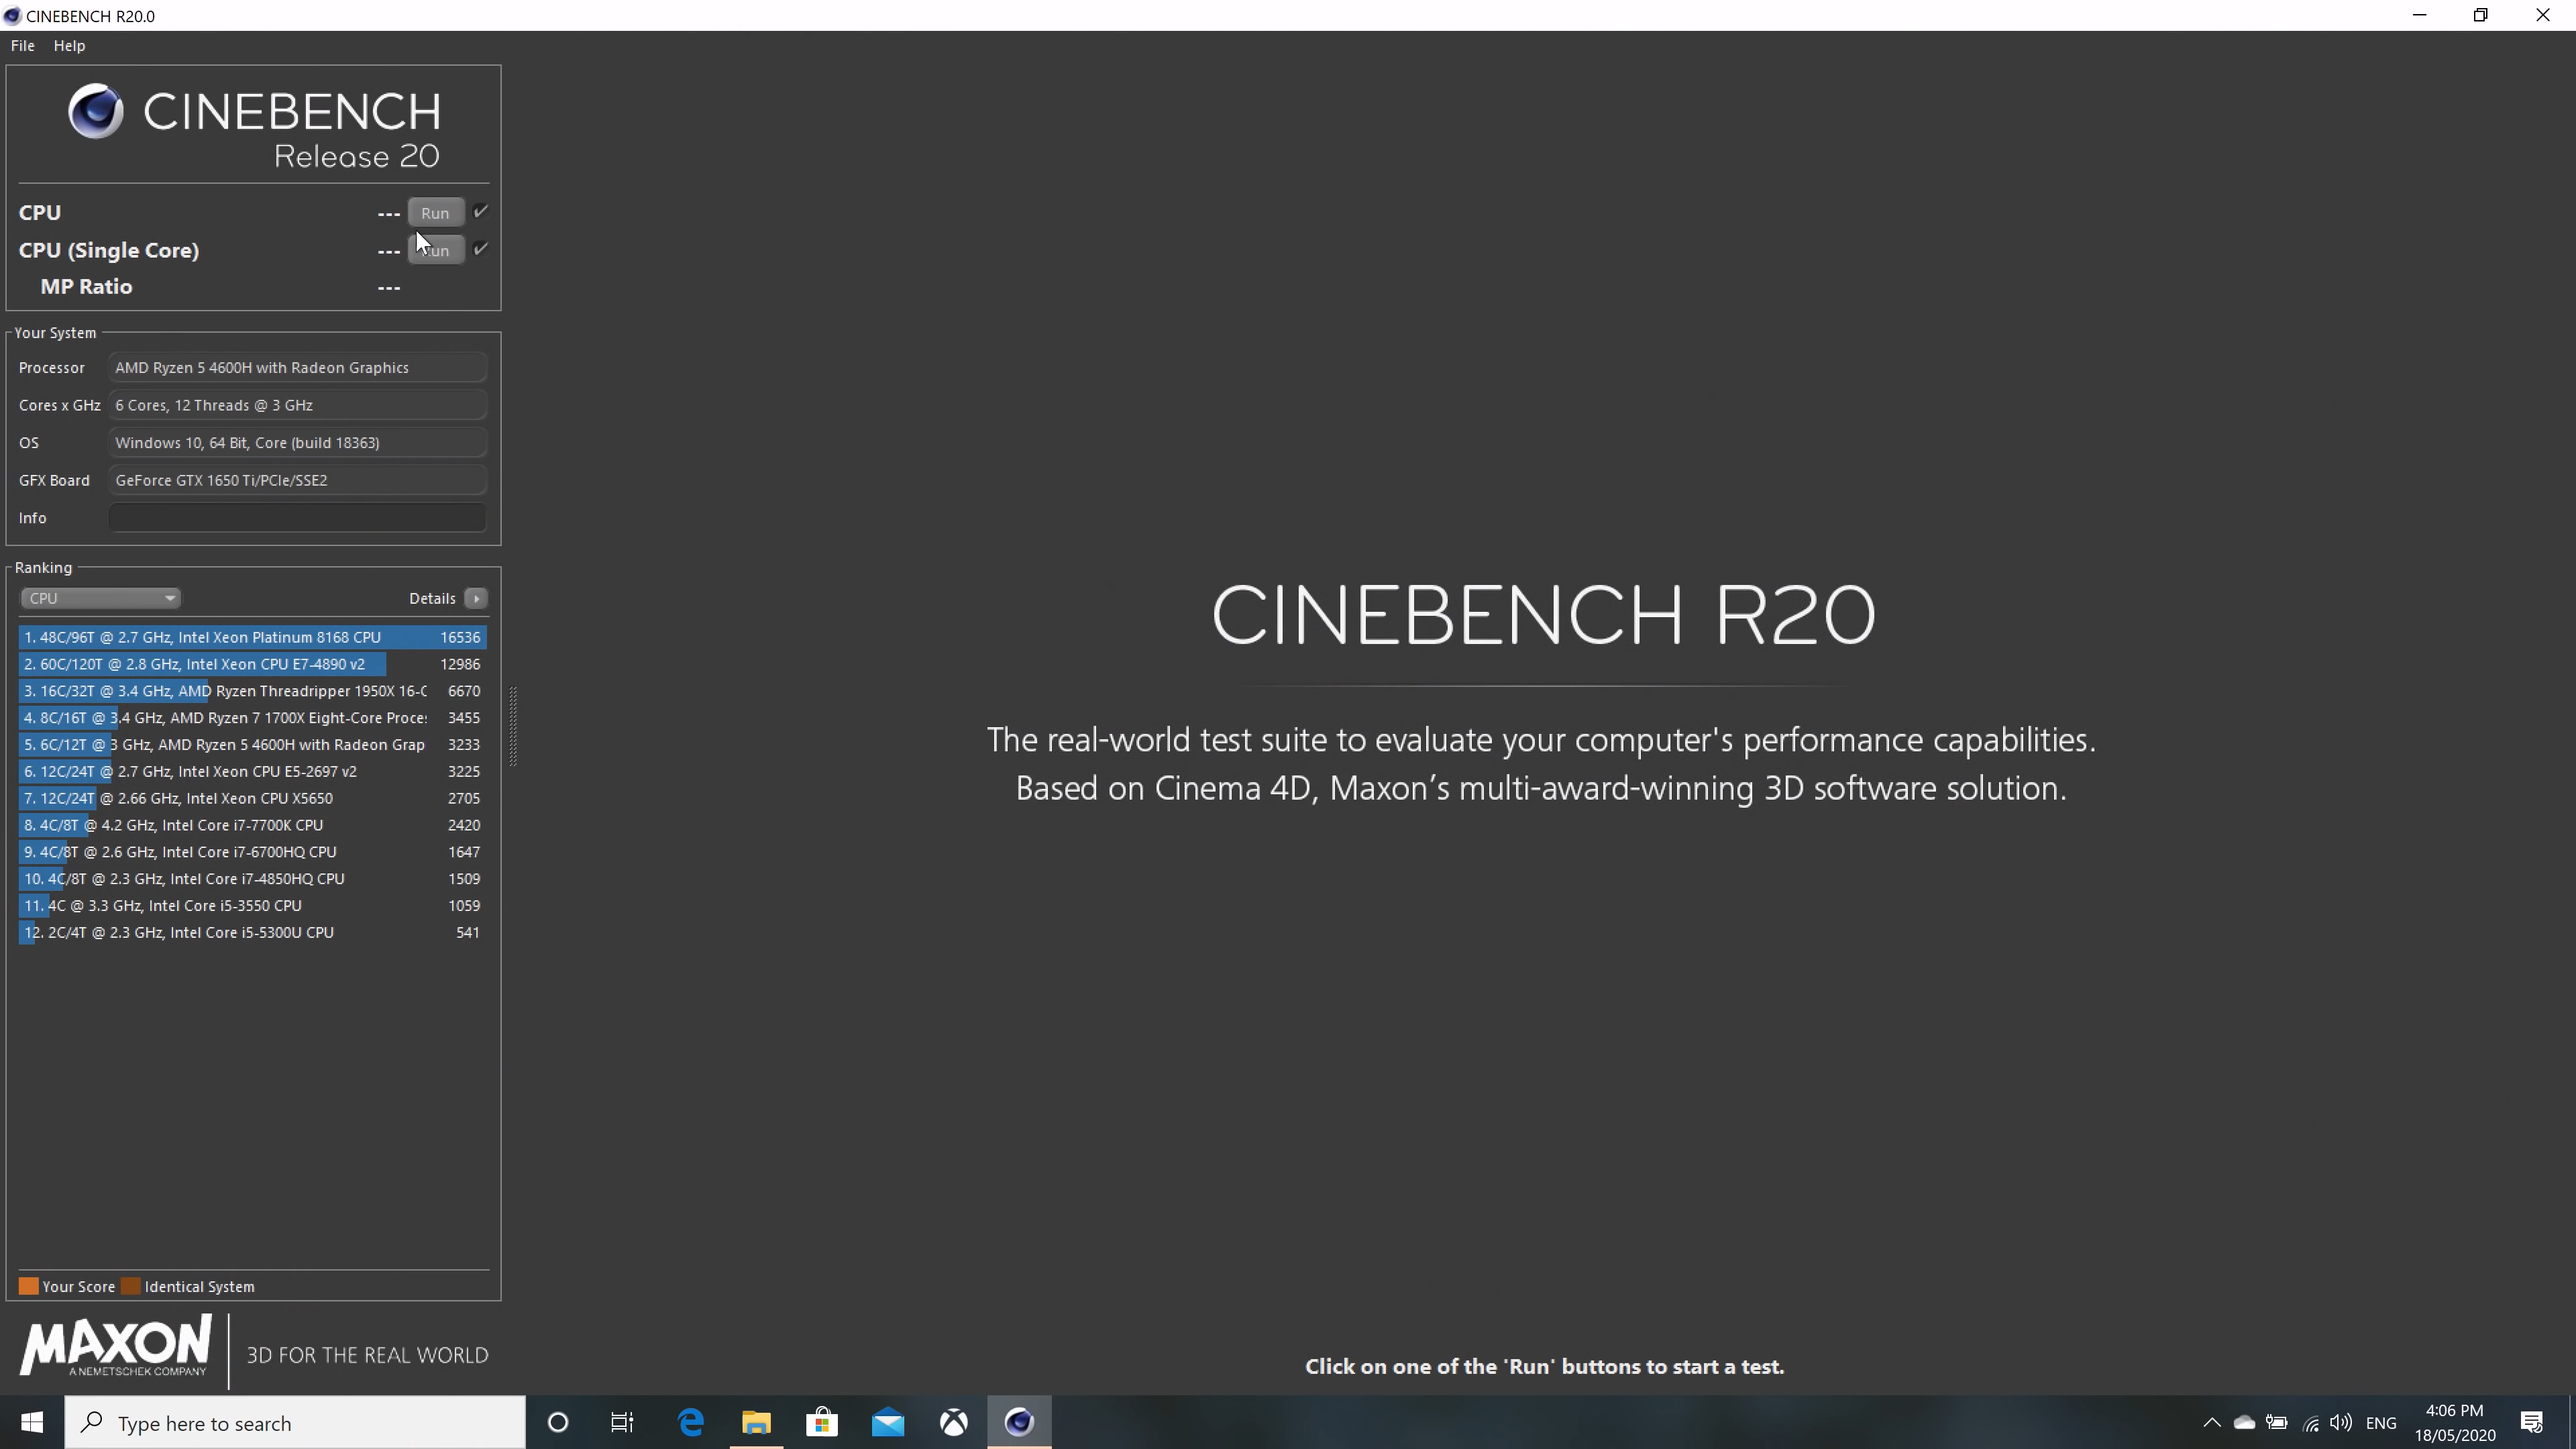 CINEBENCH R20.0
File Help
CINEBENCH
Release 20
CPU --- Run
CPU (Single Core) ---
MP Ratio ---
Your System
Processor AMD Ryzen 5 4600H with Radeon Graphics
Cores x GHz 6 Cores, 12 Threads @ 3 GHz
OS Windows 10, 64 Bit, Core (build 18363)
GFX Board GeForce GTX 1650 Ti/PCIe/SSE2
Info
Ranking
CPU Details
1. 48C/96T @ 2.7 GHz, Intel Xeon Platinum 8168 CPU 16536
2. 60C/120T @ 2.8 GHz, Intel Xeon CPU E7-4890 v2 12986
3. 16C/32T @ 3.4 GHz, AMD Ryzen Threadripper 1950X 16-C 6670
4. 8C/16T @ 3.4 GHz, AMD Ryzen 7 1700X Eight-Core Proce: 3455
5. 6C/12T @ 3 GHz, AMD Ryzen 5 4600H with Radeon Grap 3233
6. 12C/24T @ 2.7 GHz, Intel Xeon CPU E5-2697 v2 3225
7. 12C/24T @ 2.66 GHz, Intel Xeon CPU X5650 2705
8. 4C/8T @ 4.2 GHz, Intel Core i7-7700K CPU 2420
9. 4C/8T @ 2.6 GHz, Intel Core i7-6700HQ CPU 1647
10. 4C/8T @ 2.3 GHz, Intel Core i7-4850HQ CPU 1509
11. 4C @ 3.3 GHz, Intel Core i5-3550 CPU 1059
12. 2C/4T @ 2.3 GHz, Intel Core i5-5300U CPU 541
Your Score Identical System
MAXON
A NEMETSCHEK COMPANY
3D FOR THE REAL WORLD
CINEBENCH R20
The real-world test suite to evaluate your computer's performance capabilities.
Based on Cinema 4D, Maxon’s multi-award-winning 3D software solution.
Click on one of the 'Run' buttons to start a test.
Type here to search
ENG
4:06 PM
18/05/2020